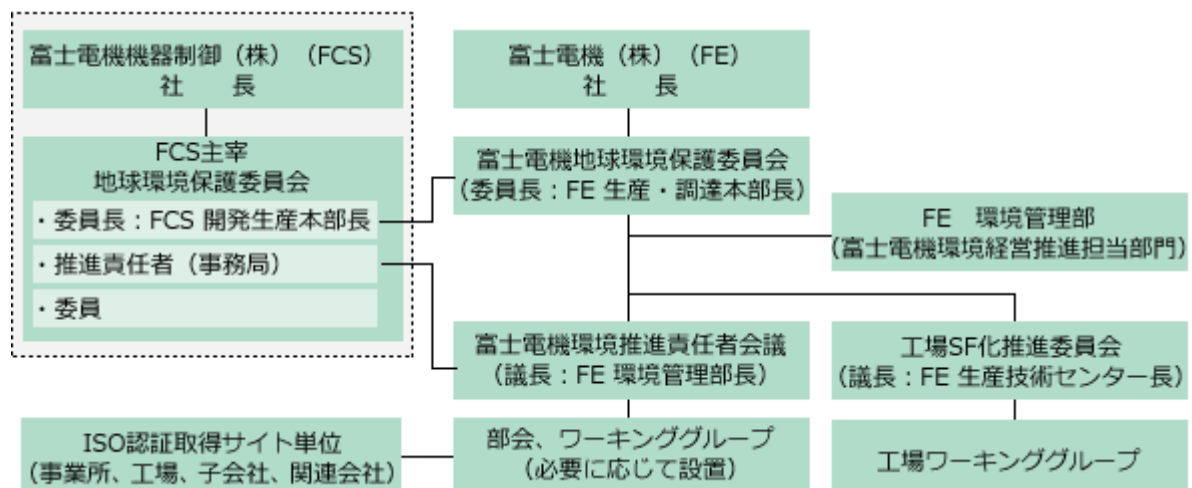 富士電機機器制御（株）（FCS）
社　　長
FCS主宰
地球環境保護委員会
・委員長：FCS 開発生産本部長
・推進責任者（事務局）
・委員
富士電機（株）（FE）
社　　長
富士電機地球環境保護委員会
（委員長：FE 生産・調達本部長）
FE　環境管理部
（富士電機環境経営推進担当部門）
富士電機環境推進責任者会議
（議長：FE 環境管理部長）
工場SF化推進委員会
（議長：FE 生産技術センター長）
ISO認証取得サイト単位
（事業所、工場、子会社、関連会社）
部会、ワーキンググループ
（必要に応じて設置）
工場ワーキンググループ